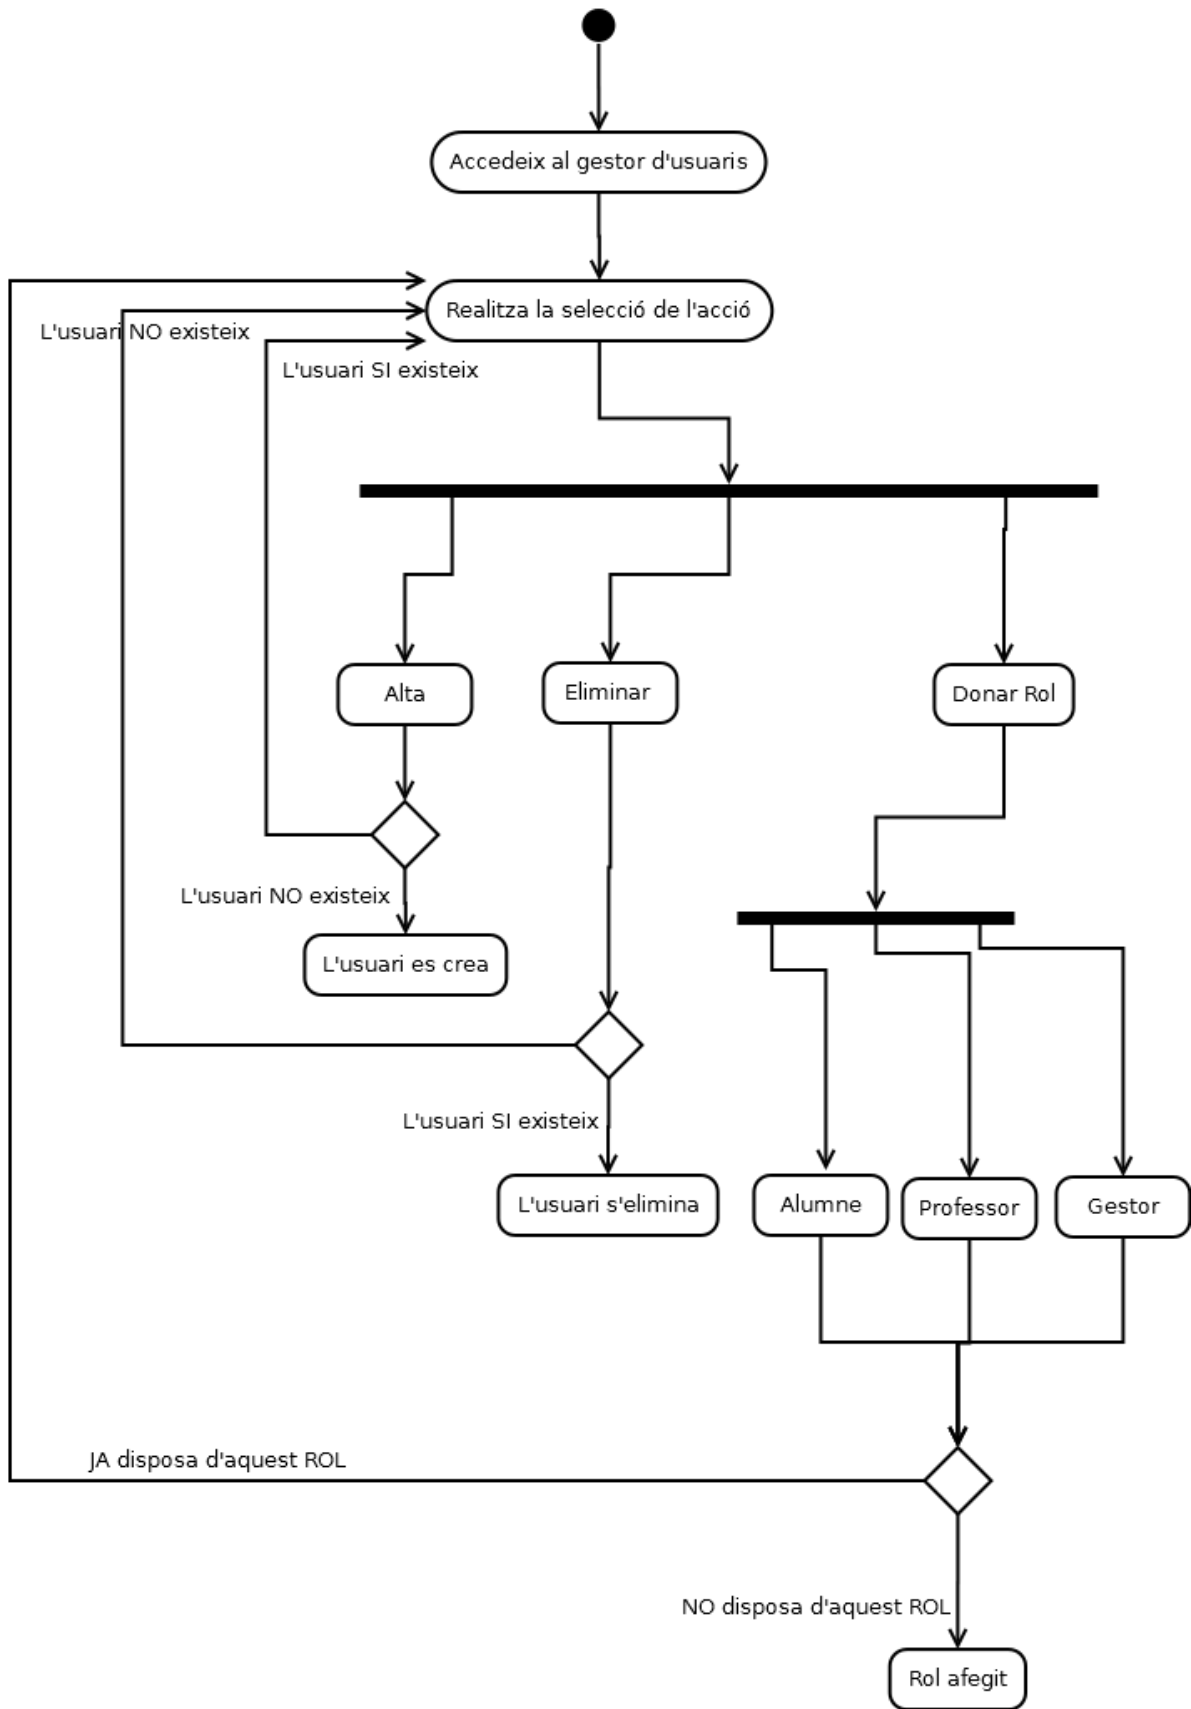 Accedeix al gestor d'usuaris
Realitza la selecció de l'acció
L'usuari NO existeix
L'usuari SI existeix
Alta
Eliminar
Donar Rol
L'usuari NO existeix
L'usuari es crea
L'usuari SI existeix
L'usuari s'elimina
Alumne
Professor
Gestor
JA disposa d'aquest ROL
NO disposa d'aquest ROL
Rol afegit